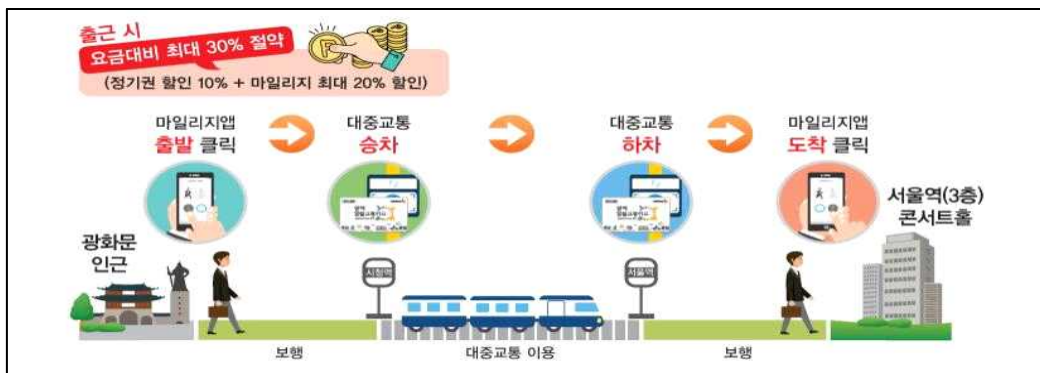 출근 시
요금대비 최대 30% 절약
(정기권 할인 10% + 마일리지 최대 20% 할인)
마일리지앱
출발 클릭
대중교통
승차
대중교통
하차
마일리지앱
도착 클릭
광화문
인근
시청역
서울역
서울역(3층)
콘서트홀
보행
대중교통 이용
보행